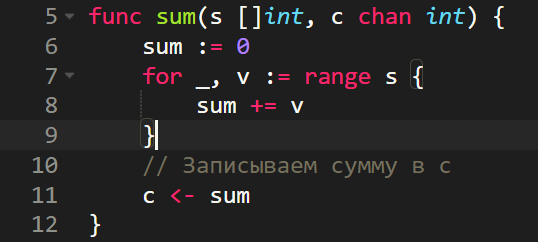 5 func sum(s []int, c chan int) {
6     sum := 0
7     for _, v := range s {
8         sum += v
9     }
10     // Записываем сумму в c
11     c <- sum
12 }